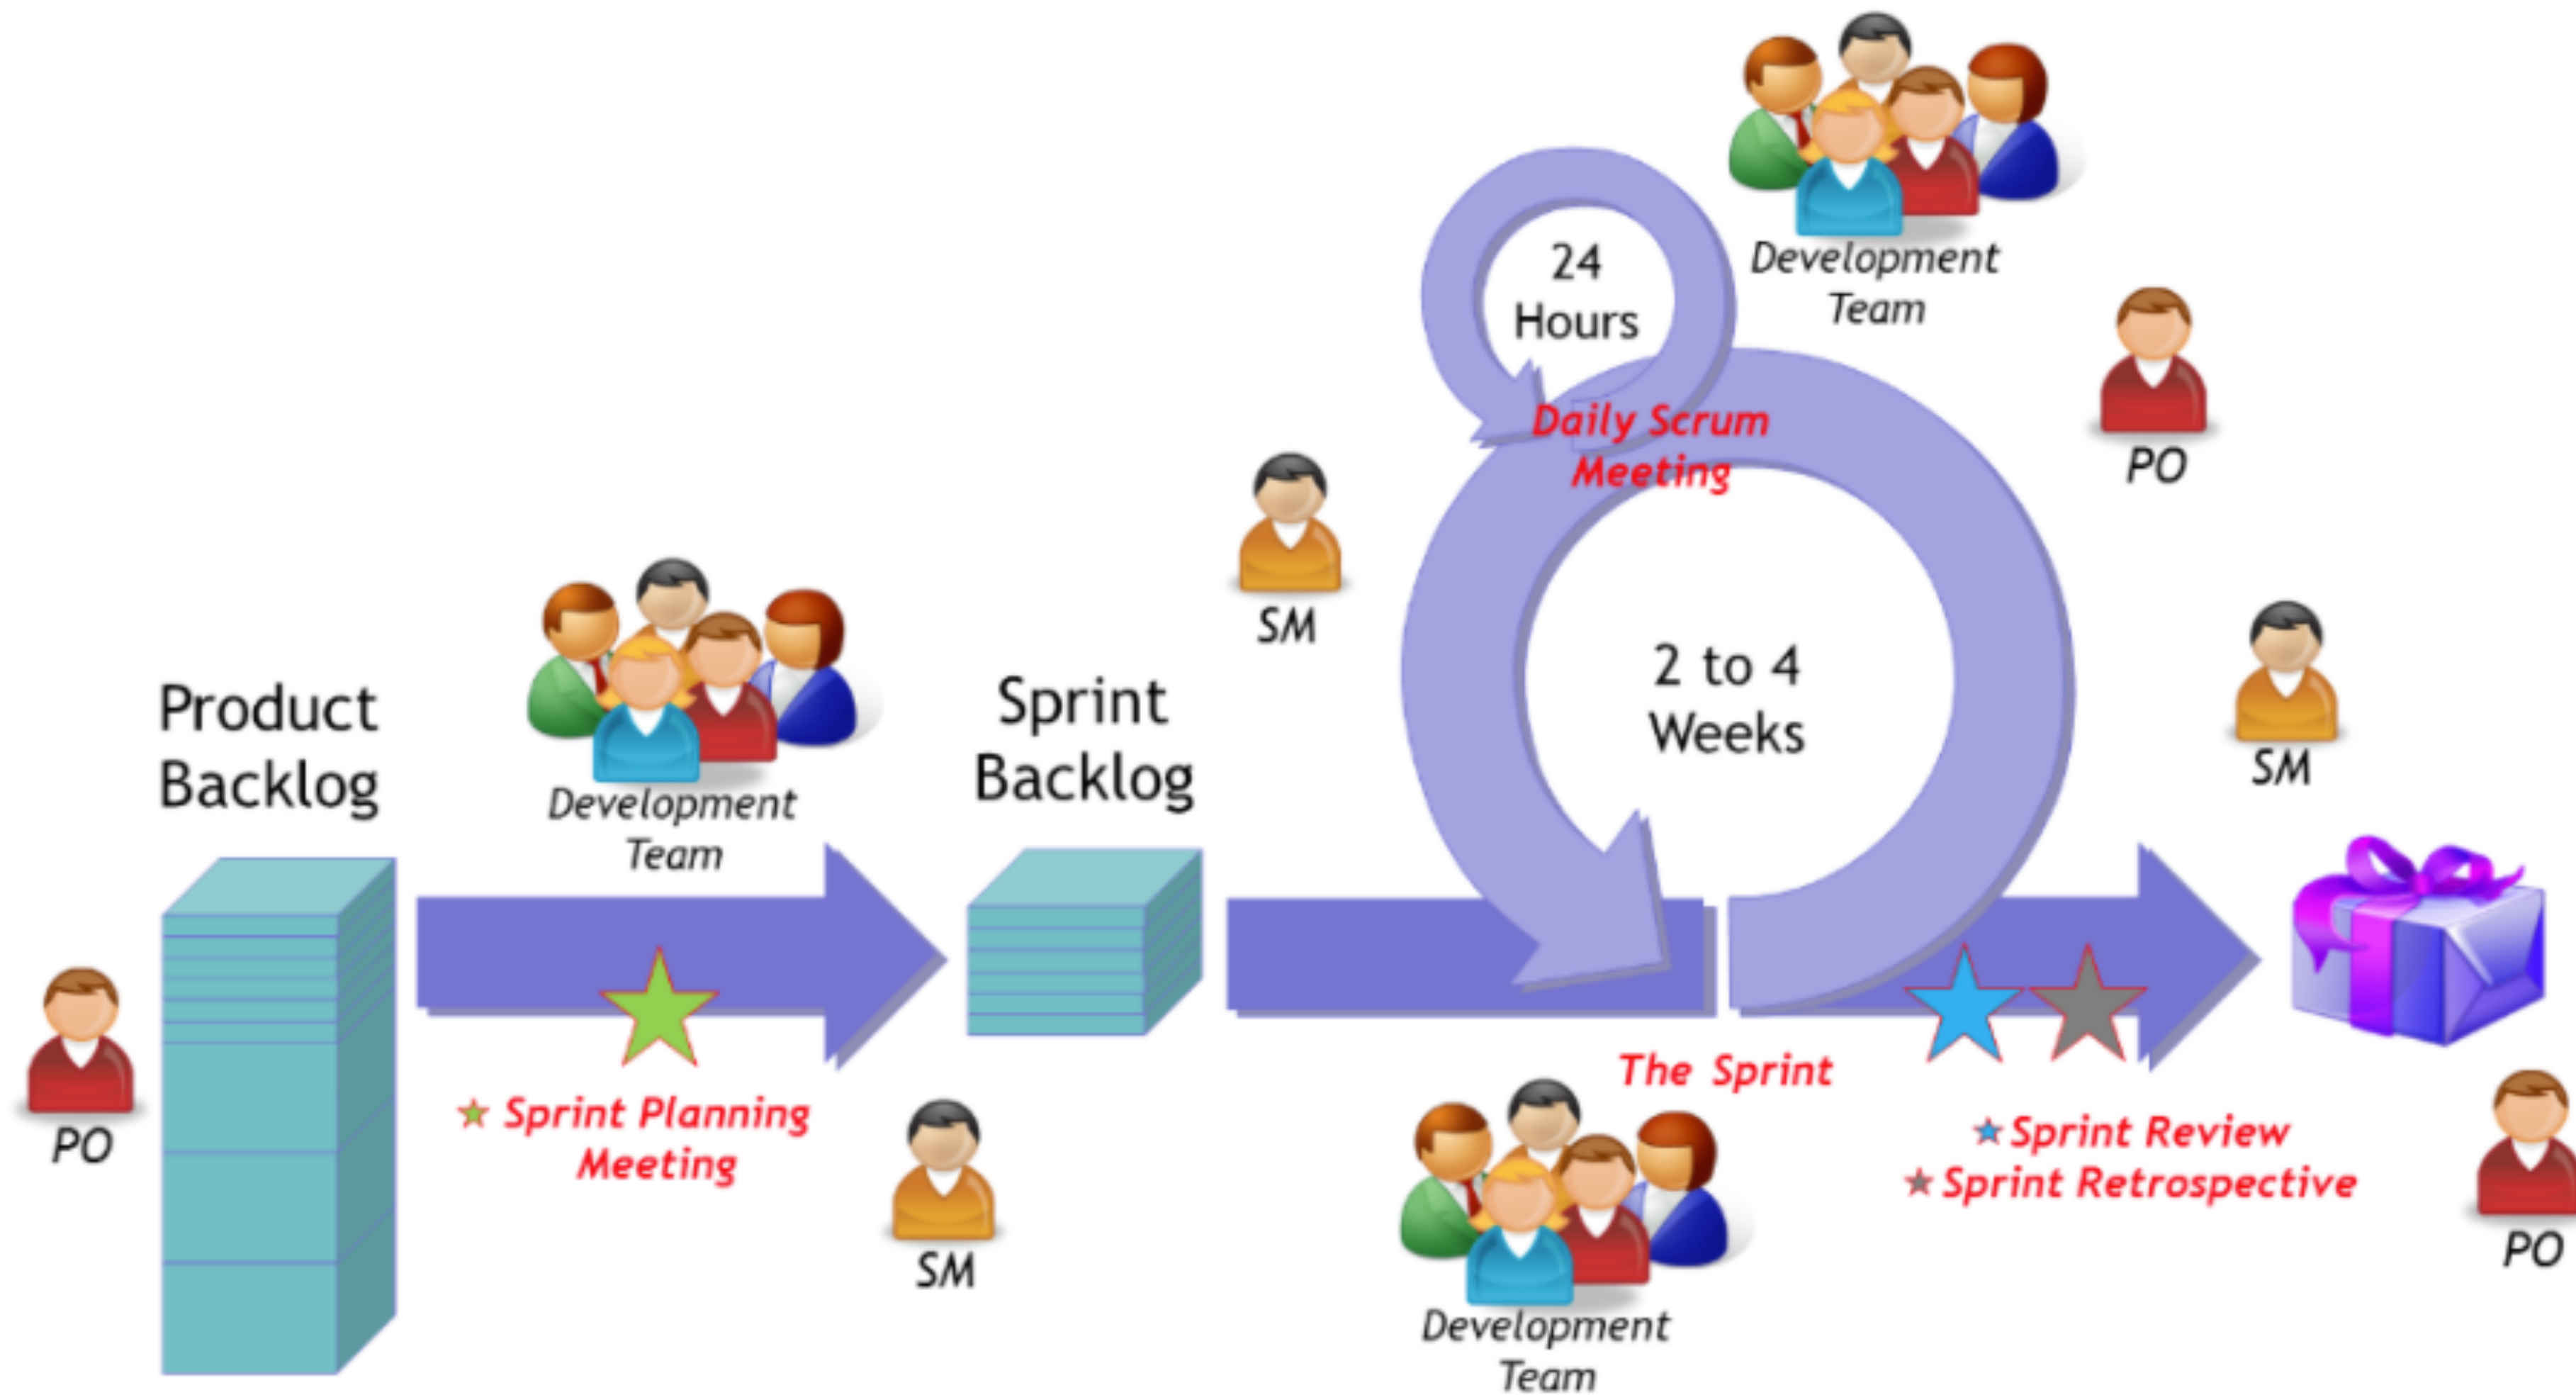 Product
Backlog
PO
Development
Team
★ Sprint Planning
Meeting
SM
Sprint
Backlog
SM
24
Hours
Daily Scrum
Meeting
Development
Team
PO
2 to 4
Weeks
SM
The Sprint
Development
Team
★ Sprint Review
★ Sprint Retrospective
PO